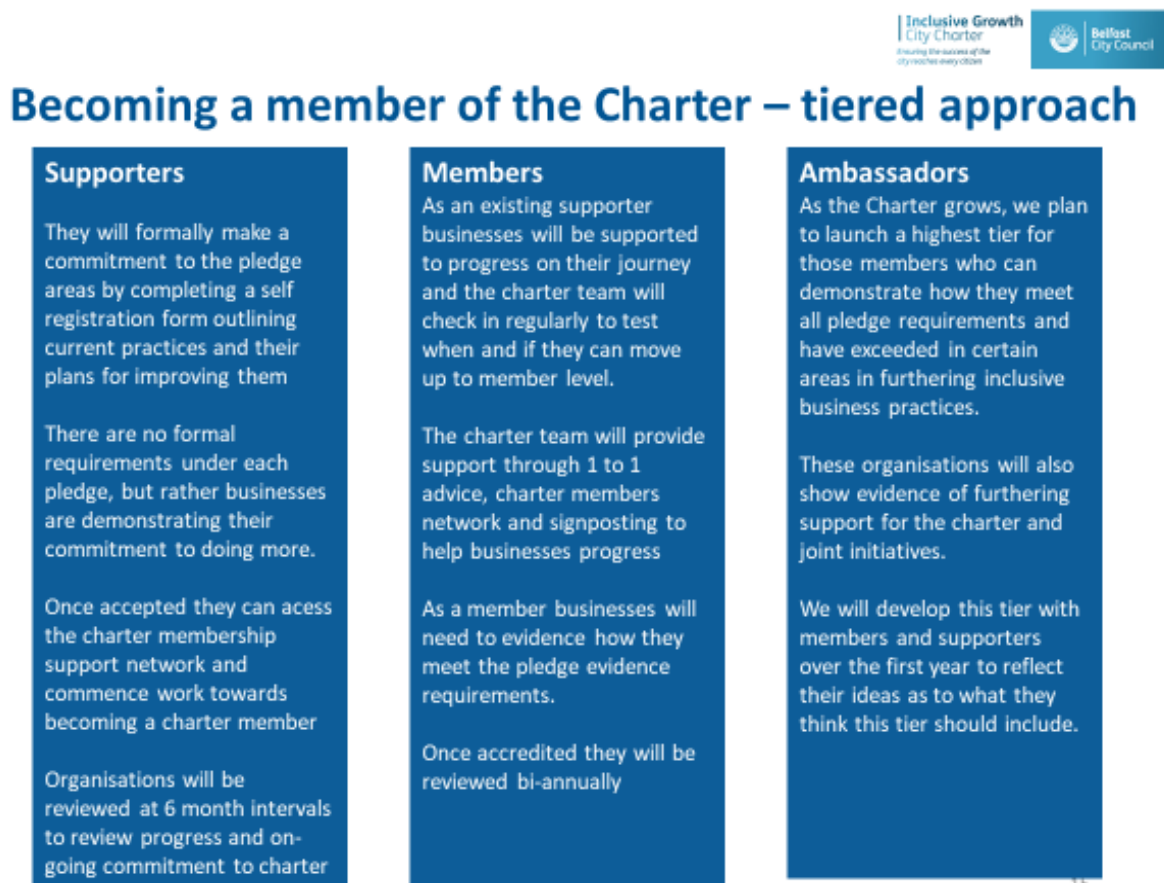 Inclusive Growth
City Charter
Ensuring the success of the
city reaches every citizen
Belfast
City Council
Becoming a member of the Charter – tiered approach
Supporters
They will formally make a
commitment to the pledge
areas by completing a self
registration form outlining
current practices and their
plans for improving them
There are no formal
requirements under each
pledge, but rather businesses
are demonstrating their
commitment to doing more.
Once accepted they can acess
the charter membership
support network and
commence work towards
becoming a charter member
Organisations will be
reviewed at 6 month intervals
to review progress and on-
going commitment to charter
Members
As an existing supporter
businesses will be supported
to progress on their journey
and the charter team will
check in regularly to test
when and if they can move
up to member level.
The charter team will provide
support through 1 to 1
advice, charter members
network and signposting to
help businesses progress
As a member businesses will
need to evidence how they
meet the pledge evidence
requirements.
Once accredited they will be
reviewed bi-annually
Ambassadors
As the Charter grows, we plan
to launch a highest tier for
those members who can
demonstrate how they meet
all pledge requirements and
have exceeded in certain
areas in furthering inclusive
business practices.
These organisations will also
show evidence of furthering
support for the charter and
joint initiatives.
We will develop this tier with
members and supporters
over the first year to reflect
their ideas as to what they
think this tier should include.